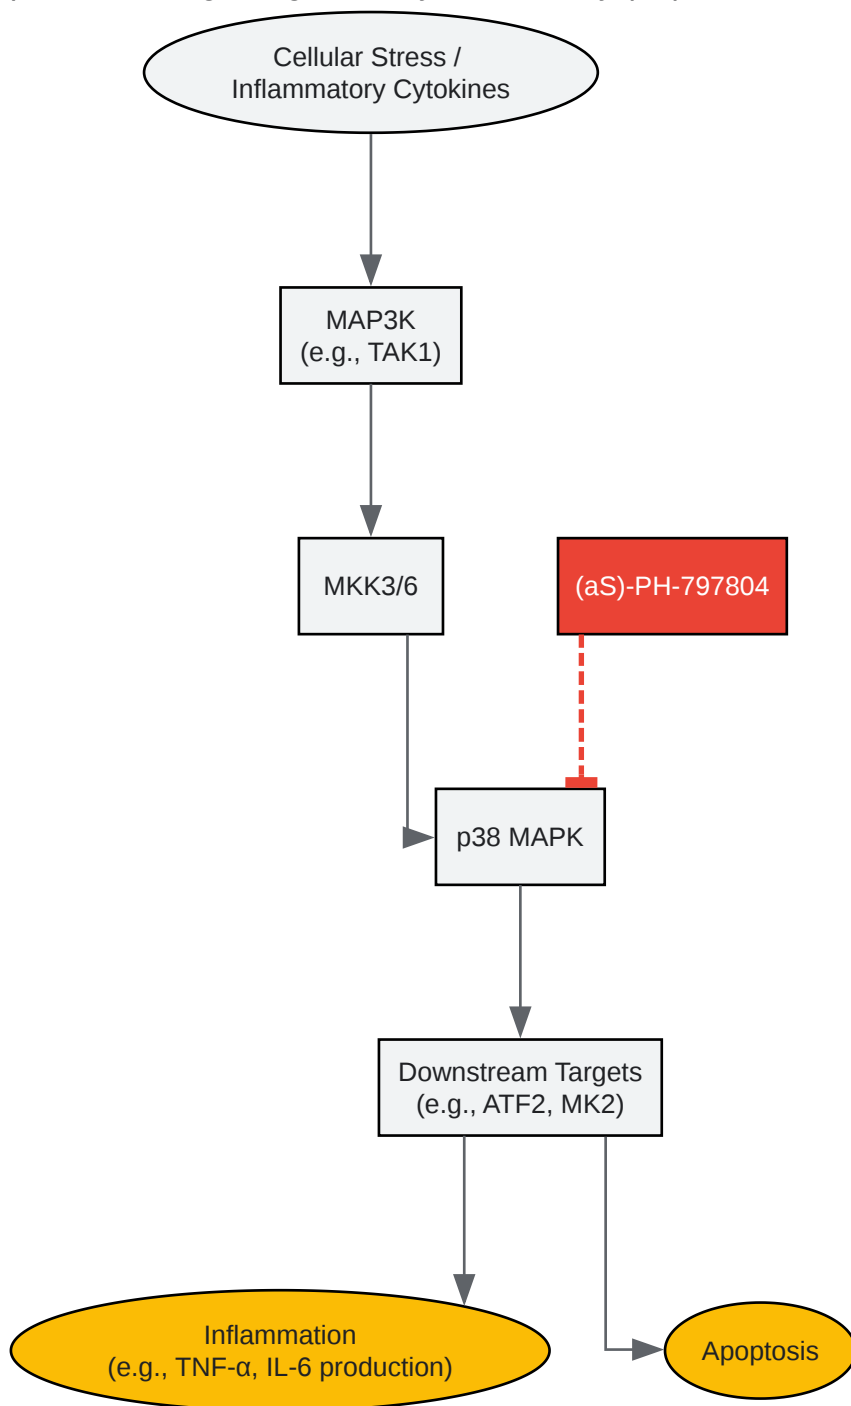 Cellular Stress /
Inflammatory Cytokines
MAP3K
(e.g., TAK1)
MKK3/6
(aS)-PH-797804
p38 MAPK
Downstream Targets
(e.g., ATF2, MK2)
Inflammation
(e.g., TNF-α, IL-6 production)
Apoptosis